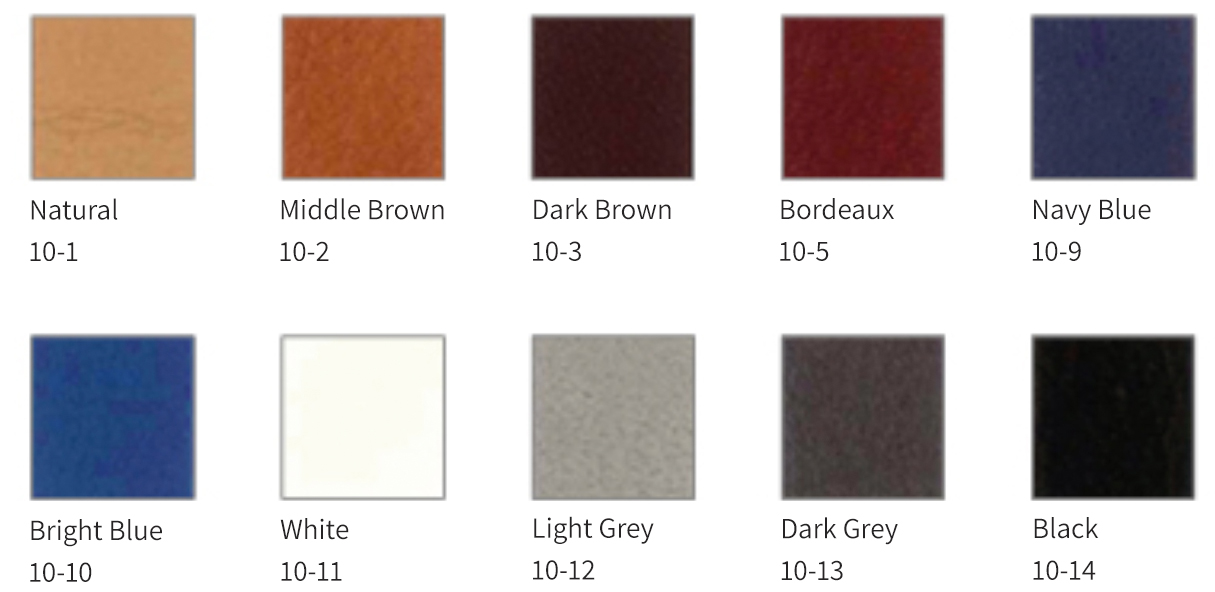 Natural
10-1
Middle Brown
10-2
Dark Brown
10-3
Bordeaux
10-5
Navy Blue
10-9
Bright Blue
10-10
White
10-11
Light Grey
10-12
Dark Grey
10-13
Black
10-14